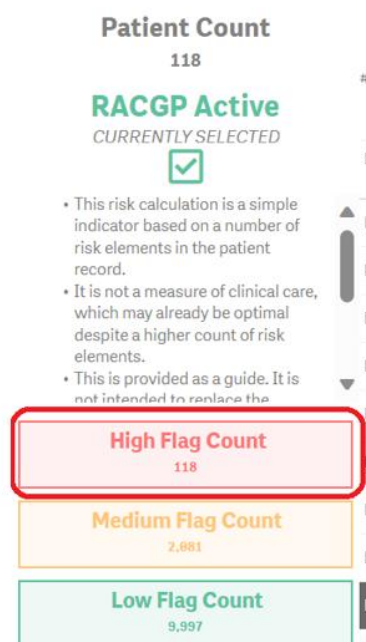 Patient Count
118
#
RACGP Active
CURRENTLY SELECTED
• This risk calculation is a simple
indicator based on a number of
risk elements in the patient
record.
• It is not a measure of clinical care,
which may already be optimal
despite a higher count of risk
elements.
• This is provided as a guide. It is
not intended to replace the
High Flag Count
118
Medium Flag Count
2,081
Low Flag Count
9,997